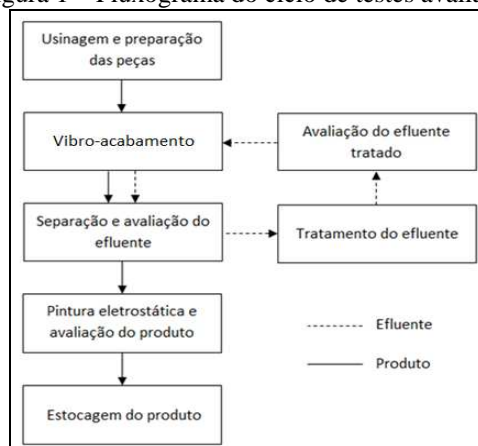 Figura 1 – Fluxograma do ciclo de testes
Usinagem e preparação
das peças
Vibro-acabamento
Avaliação do efluente
tratado
Separação e avaliação do
efluente
Tratamento do efluente
Pintura eletrostática e
avaliação do produto
Efluente
Produto
Estocagem do produto